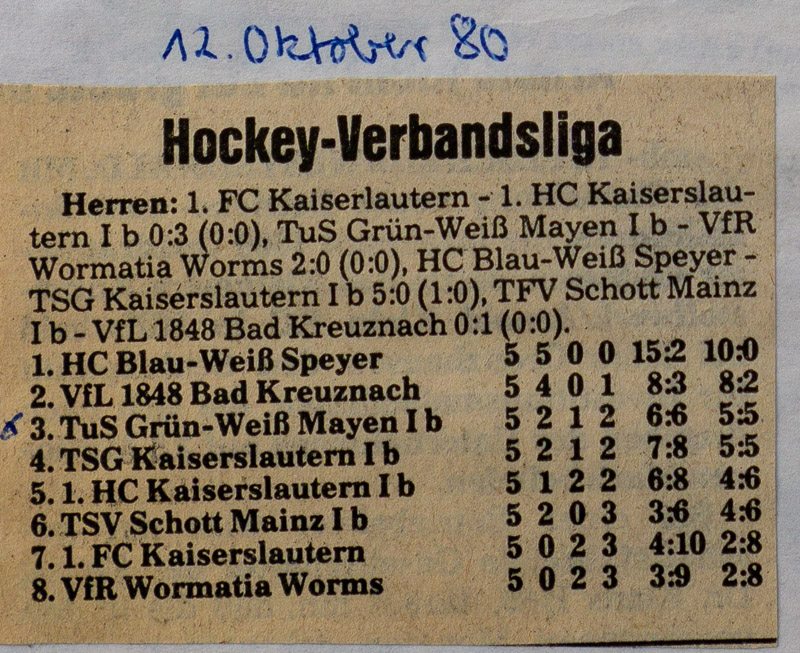 12. Oktober 80
Hockey-Verbandsliga
Herren: 1. FC Kaiserlautern - 1. HC Kaiserslau-
tern I b 0:3 (0:0), TuS Grün-Weiß Mayen I b - VfR
Wormatia Worms 2:0 (0:0), HC Blau-Weiß Speyer -
TSG Kaiserslautern I b 5:0 (1:0), TFV Schott Mainz
I b - VfL 1848 Bad Kreuznach 0:1 (0:0).
1. HC Blau-Weiß Speyer 5 5 0 0 15:2 10:0
2. VfL 1848 Bad Kreuznach 5 4 0 1 8:3 8:2
3. TuS Grün-Weiß Mayen I b 5 2 1 2 6:6 5:5
4. TSG Kaiserslautern I b 5 2 1 2 7:8 5:5
5. 1. HC Kaiserslautern I b 5 1 2 2 6:8 4:6
6. TSV Schott Mainz I b 5 2 0 3 3:6 4:6
7. 1. FC Kaiserslautern 5 0 2 3 4:10 2:8
8. VfR Wormatia Worms 5 0 2 3 3:9 2:8